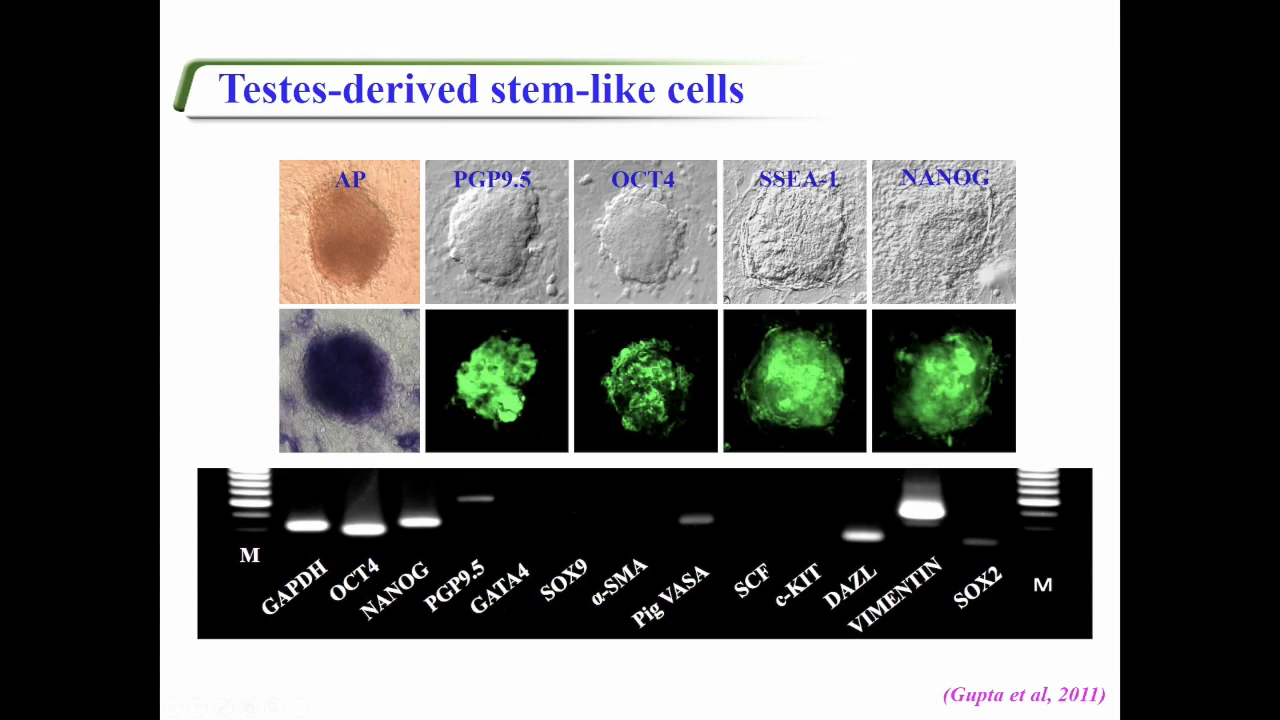 Testes-derived stem-like cells
AP PGP9.5 OCT4 SSEA-1 NANOG
M GAPDH OCT4 NANOG PGP9.5 GATA4 SOX9 α-SMA Pig VASA SCF c-KIT DAZL VIMENTIN SOX2 M
(Gupta et al, 2011)